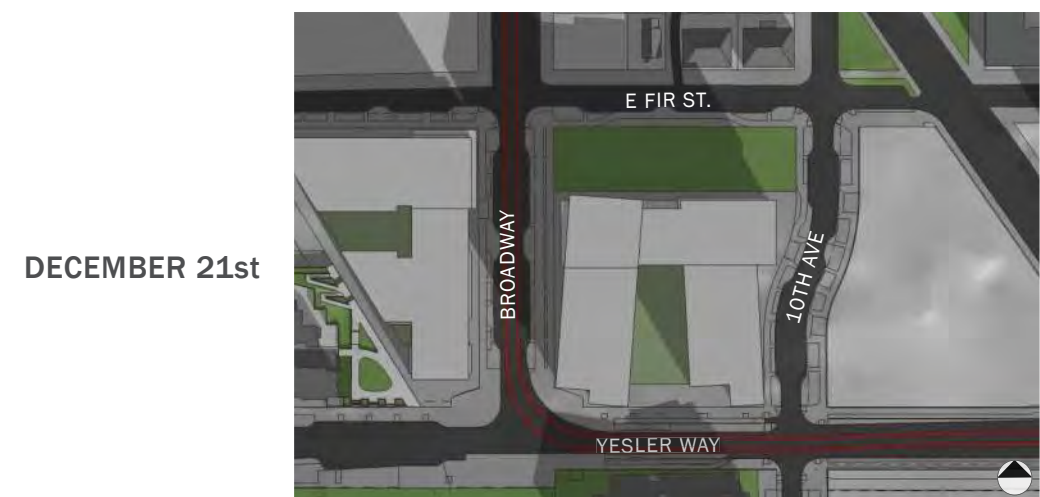 E FIR ST.
BROADWAY
10TH AVE
DECEMBER 21st
YESLER WAY